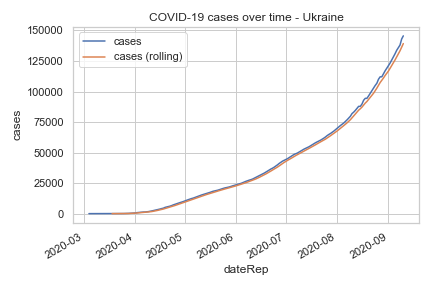 COVID-19 cases over time - Ukraine
cases
cases (rolling)
150000
125000
100000
75000
50000
25000
0
cases
2020-03
2020-04
2020-05
2020-06
2020-07
2020-08
2020-09
dateRep